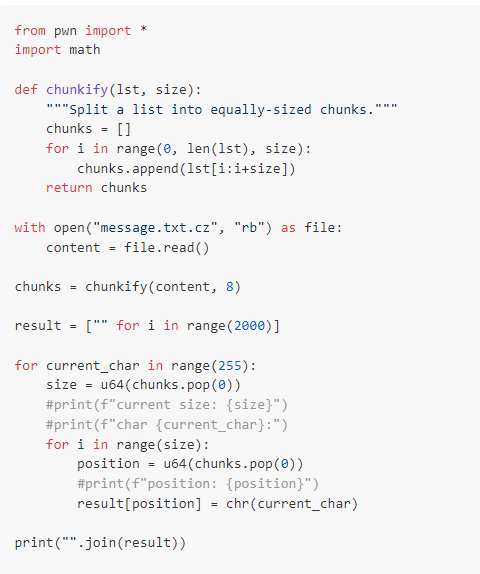 from pwn import *
import math

def chunkify(lst, size):
    """Split a list into equally-sized chunks."""
    chunks = []
    for i in range(0, len(lst), size):
        chunks.append(lst[i:i+size])
    return chunks

with open("message.txt.cz", "rb") as file:
    content = file.read()

chunks = chunkify(content, 8)

result = ["" for i in range(2000)]

for current_char in range(255):
    size = u64(chunks.pop(0))
    #print(f"current size: {size}")
    #print(f"char {current_char}:")
    for i in range(size):
        position = u64(chunks.pop(0))
        #print(f"position: {position}")
        result[position] = chr(current_char)

print("".join(result))